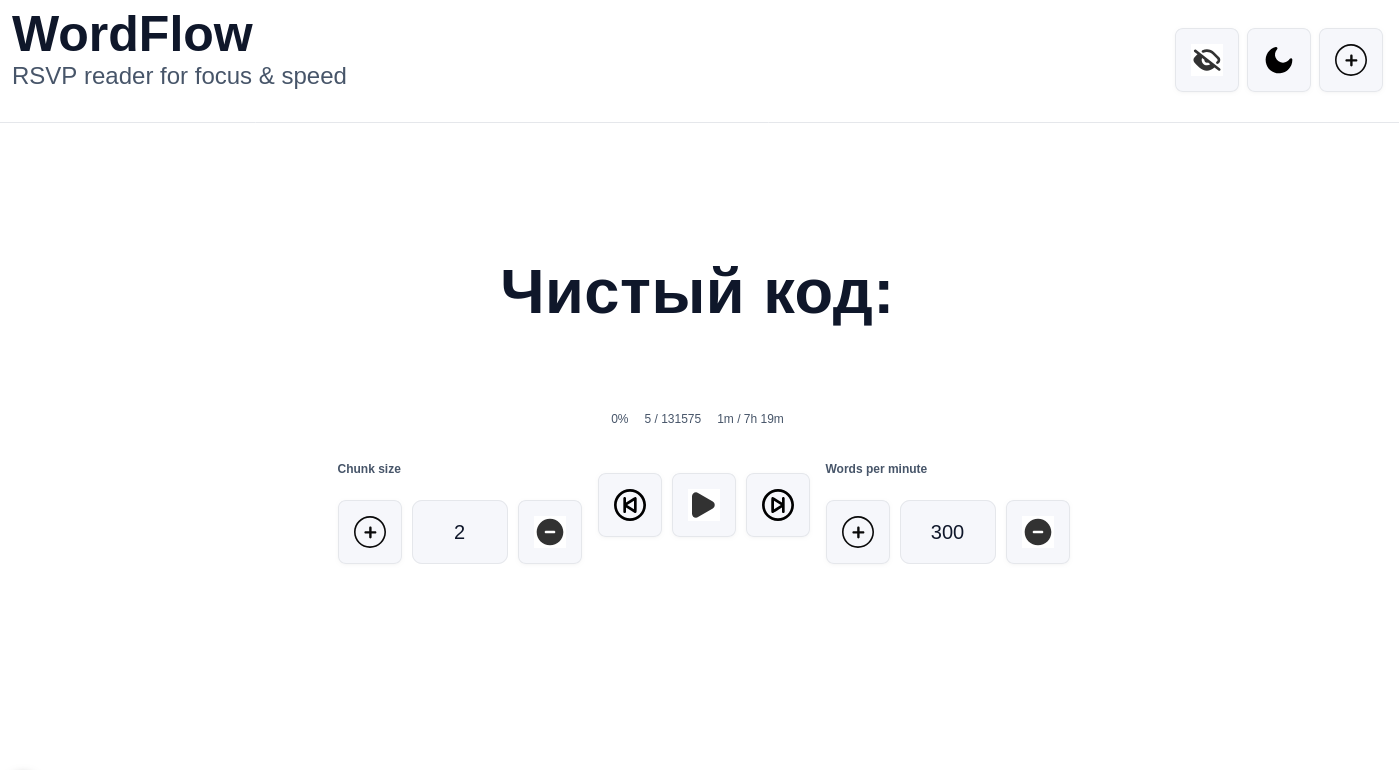 WordFlow
RSVP reader for focus & speed
Чистый код:
0% 5 / 131575 1m / 7h 19m
Chunk size
Words per minute
2
300